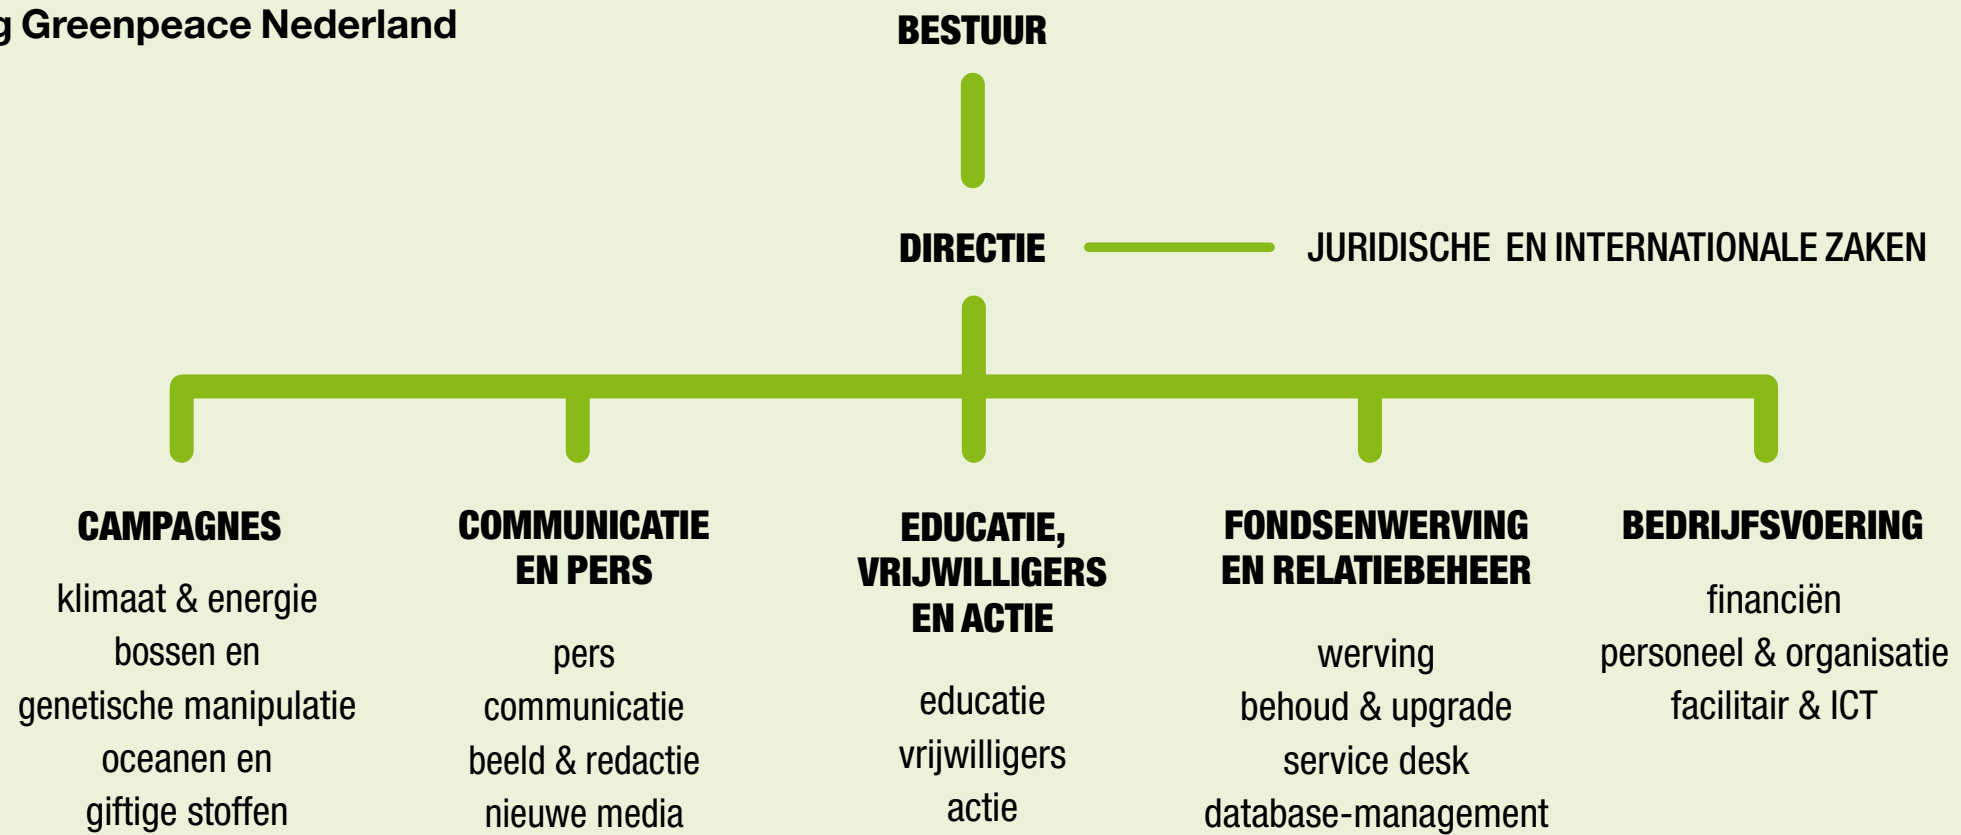 Greenpeace Nederland
BESTUUR
DIRECTIE
JURIDISCHE EN INTERNATIONALE ZAKEN
CAMPAGNES
klimaat & energie
bossen en
genetische manipulatie
oceanen en
giftige stoffen
COMMUNICATIE
EN PERS
pers
communicatie
beeld & redactie
nieuwe media
EDUCATIE,
VRIJWILLIGERS
EN ACTIE
educatie
vrijwilligers
actie
FONDSENWERVING
EN RELATIEBEHEER
werving
behoud & upgrade
service desk
database-management
BEDRIJFSVOERING
financiën
personeel & organisatie
facilitair & ICT